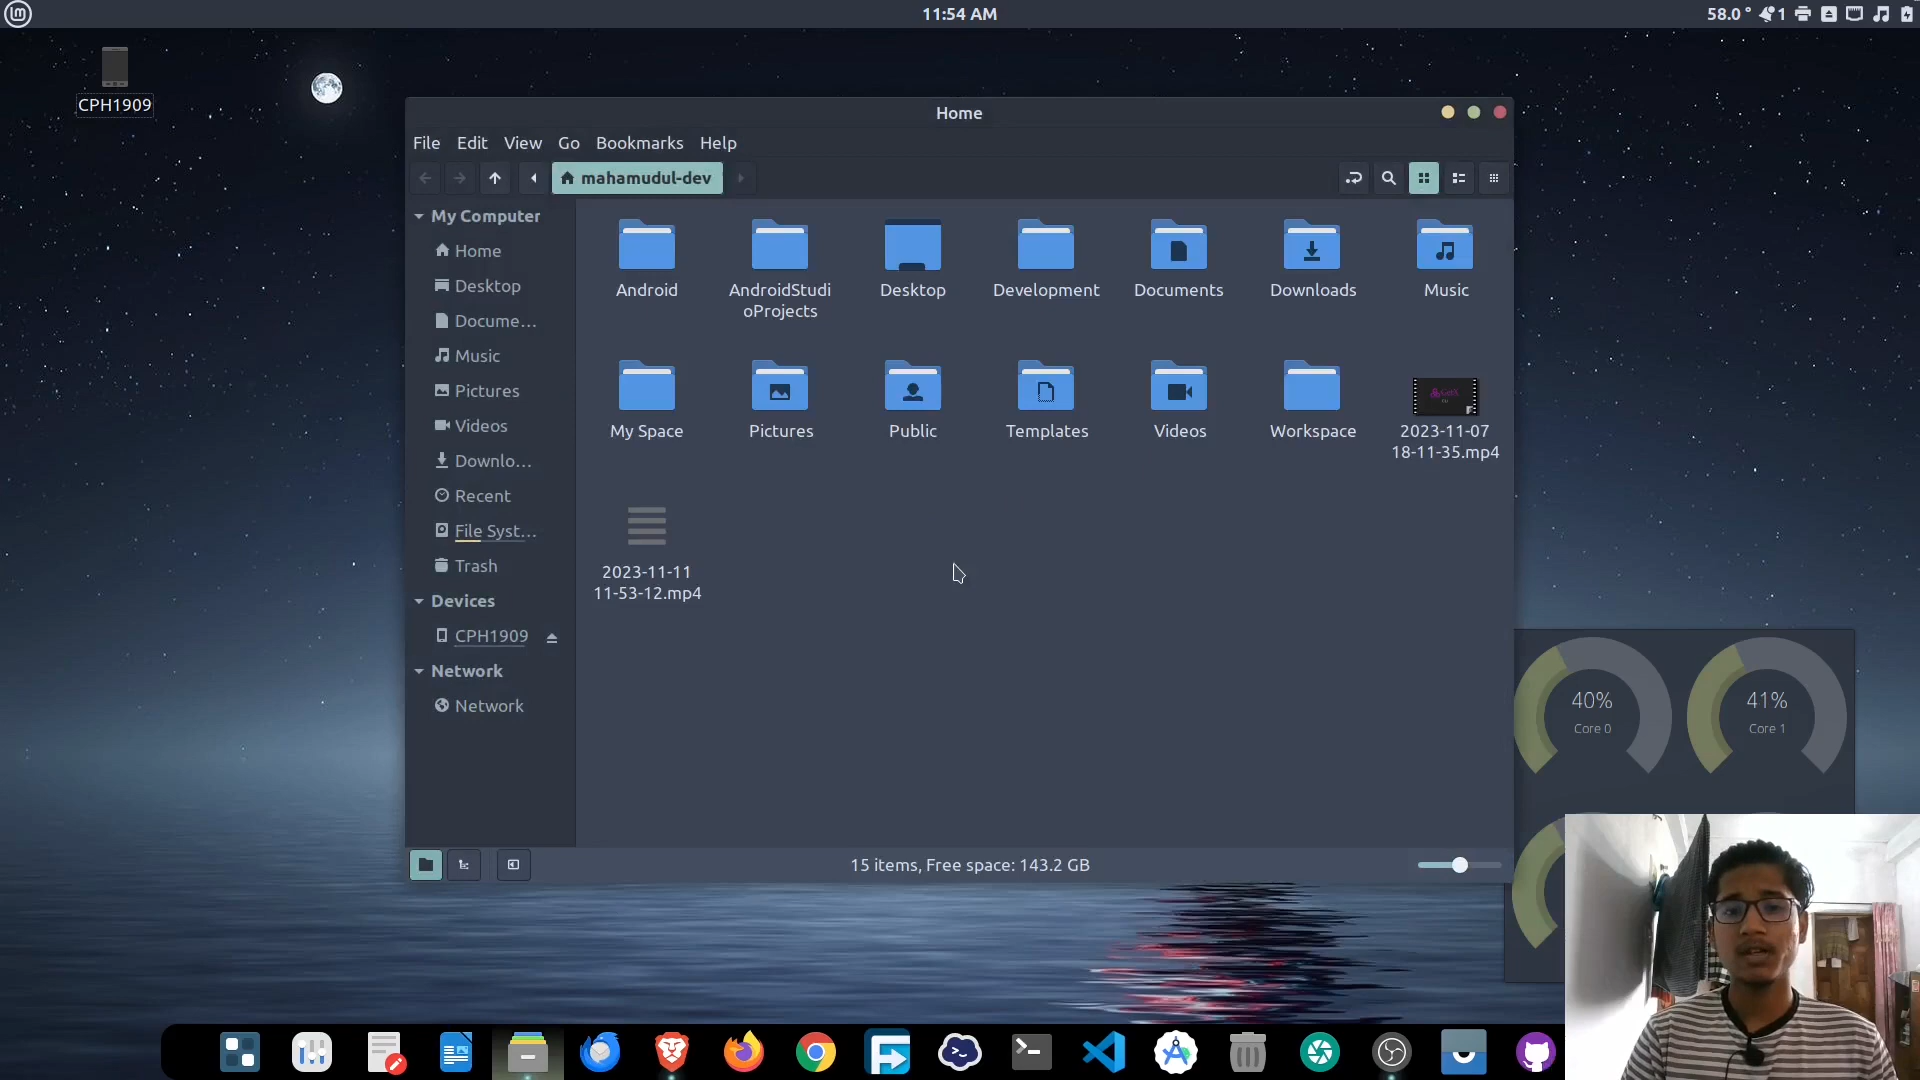 11:54 AM
58.0 °
1
CPH1909
Home
File Edit View Go Bookmarks Help
mahamudul-dev
My Computer
Home
Desktop
Docume...
Music
Pictures
Videos
Downlo...
Recent
File Syst...
Trash
Devices
CPH1909
Network
Network
Android
AndroidStudi
oProjects
Desktop
Development
Documents
Downloads
Music
My Space
Pictures
Public
Templates
Videos
Workspace
2023-11-07
18-11-35.mp4
2023-11-11
11-53-12.mp4
15 items, Free space: 143.2 GB
40%
Core 0
41%
Core 1